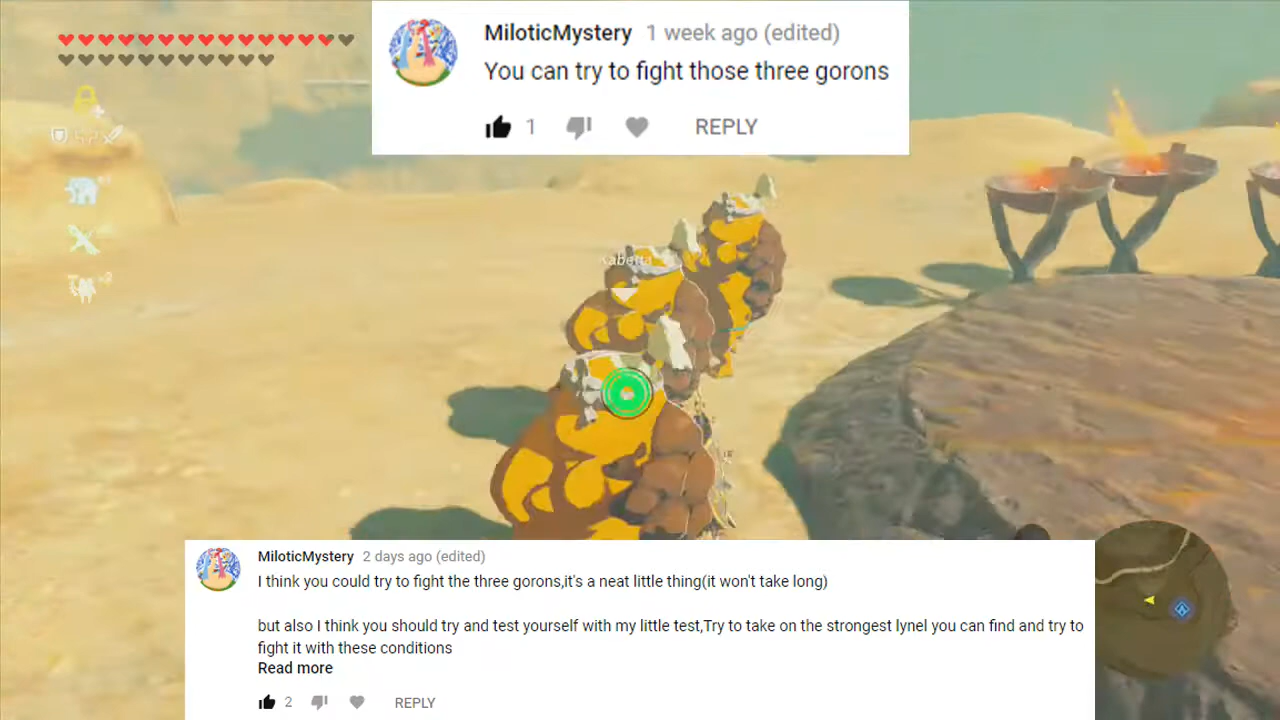 MiloticMystery 1 week ago (edited)
You can try to fight those three gorons
1 REPLY
Kabetta
MiloticMystery 2 days ago (edited)
I think you could try to fight the three gorons,it's a neat little thing(it won't take long)
but also I think you should try and test yourself with my little test,Try to take on the strongest lynel you can find and try to
fight it with these conditions
Read more
2 REPLY